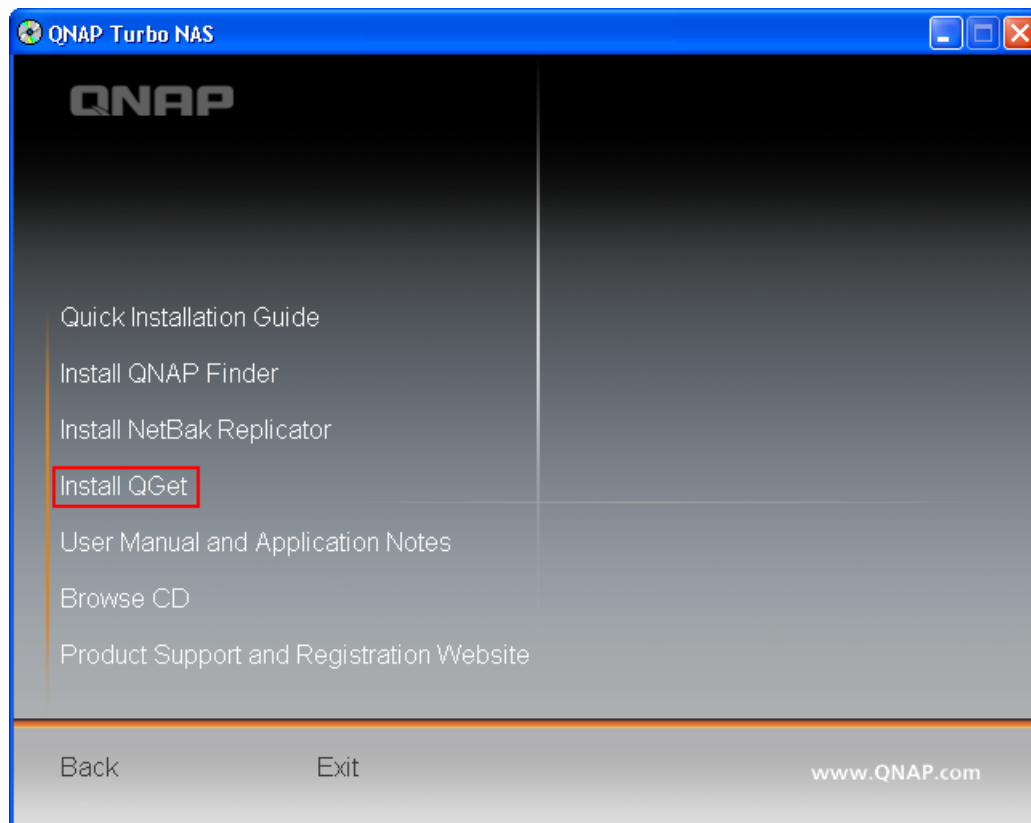 QNAP Turbo NAS
QNAP
Quick Installation Guide
Install QNAP Finder
Install NetBak Replicator
Install QGet
User Manual and Application Notes
Browse CD
Product Support and Registration Website
Back Exit www.QNAP.com